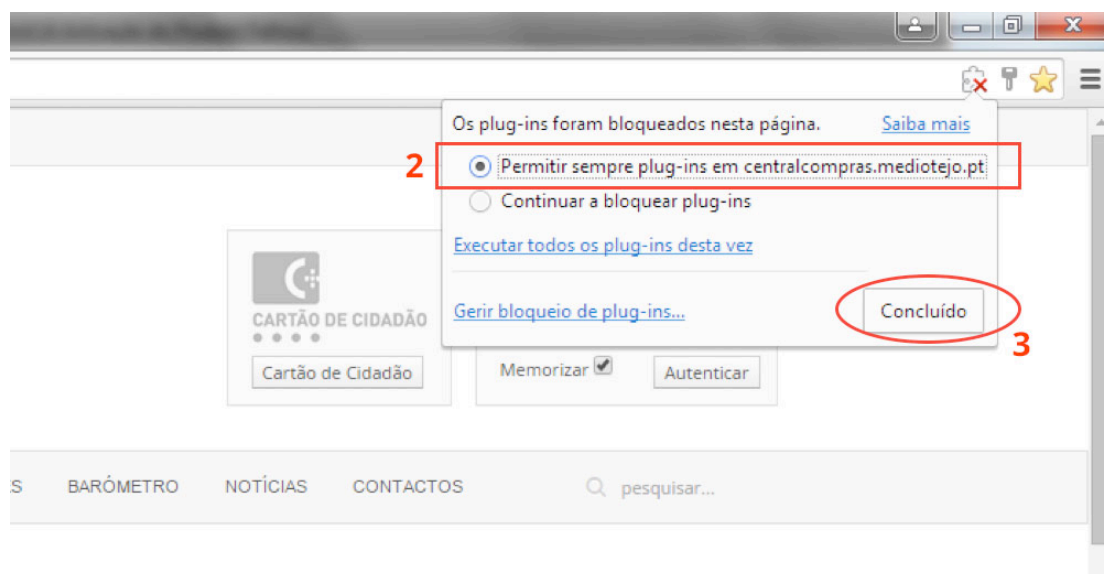 Os plug-ins foram bloqueados nesta página. Saiba mais
2
Permitir sempre plug-ins em centralcompras.mediotejo.pt
Continuar a bloquear plug-ins
Executar todos os plug-ins desta vez
Gerir bloqueio de plug-ins...
Concluído
3
CARTÃO DE CIDADÃO
Cartão de Cidadão
Memorizar
Autenticar
S BARÓMETRO NOTÍCIAS CONTACTOS pesquisar...